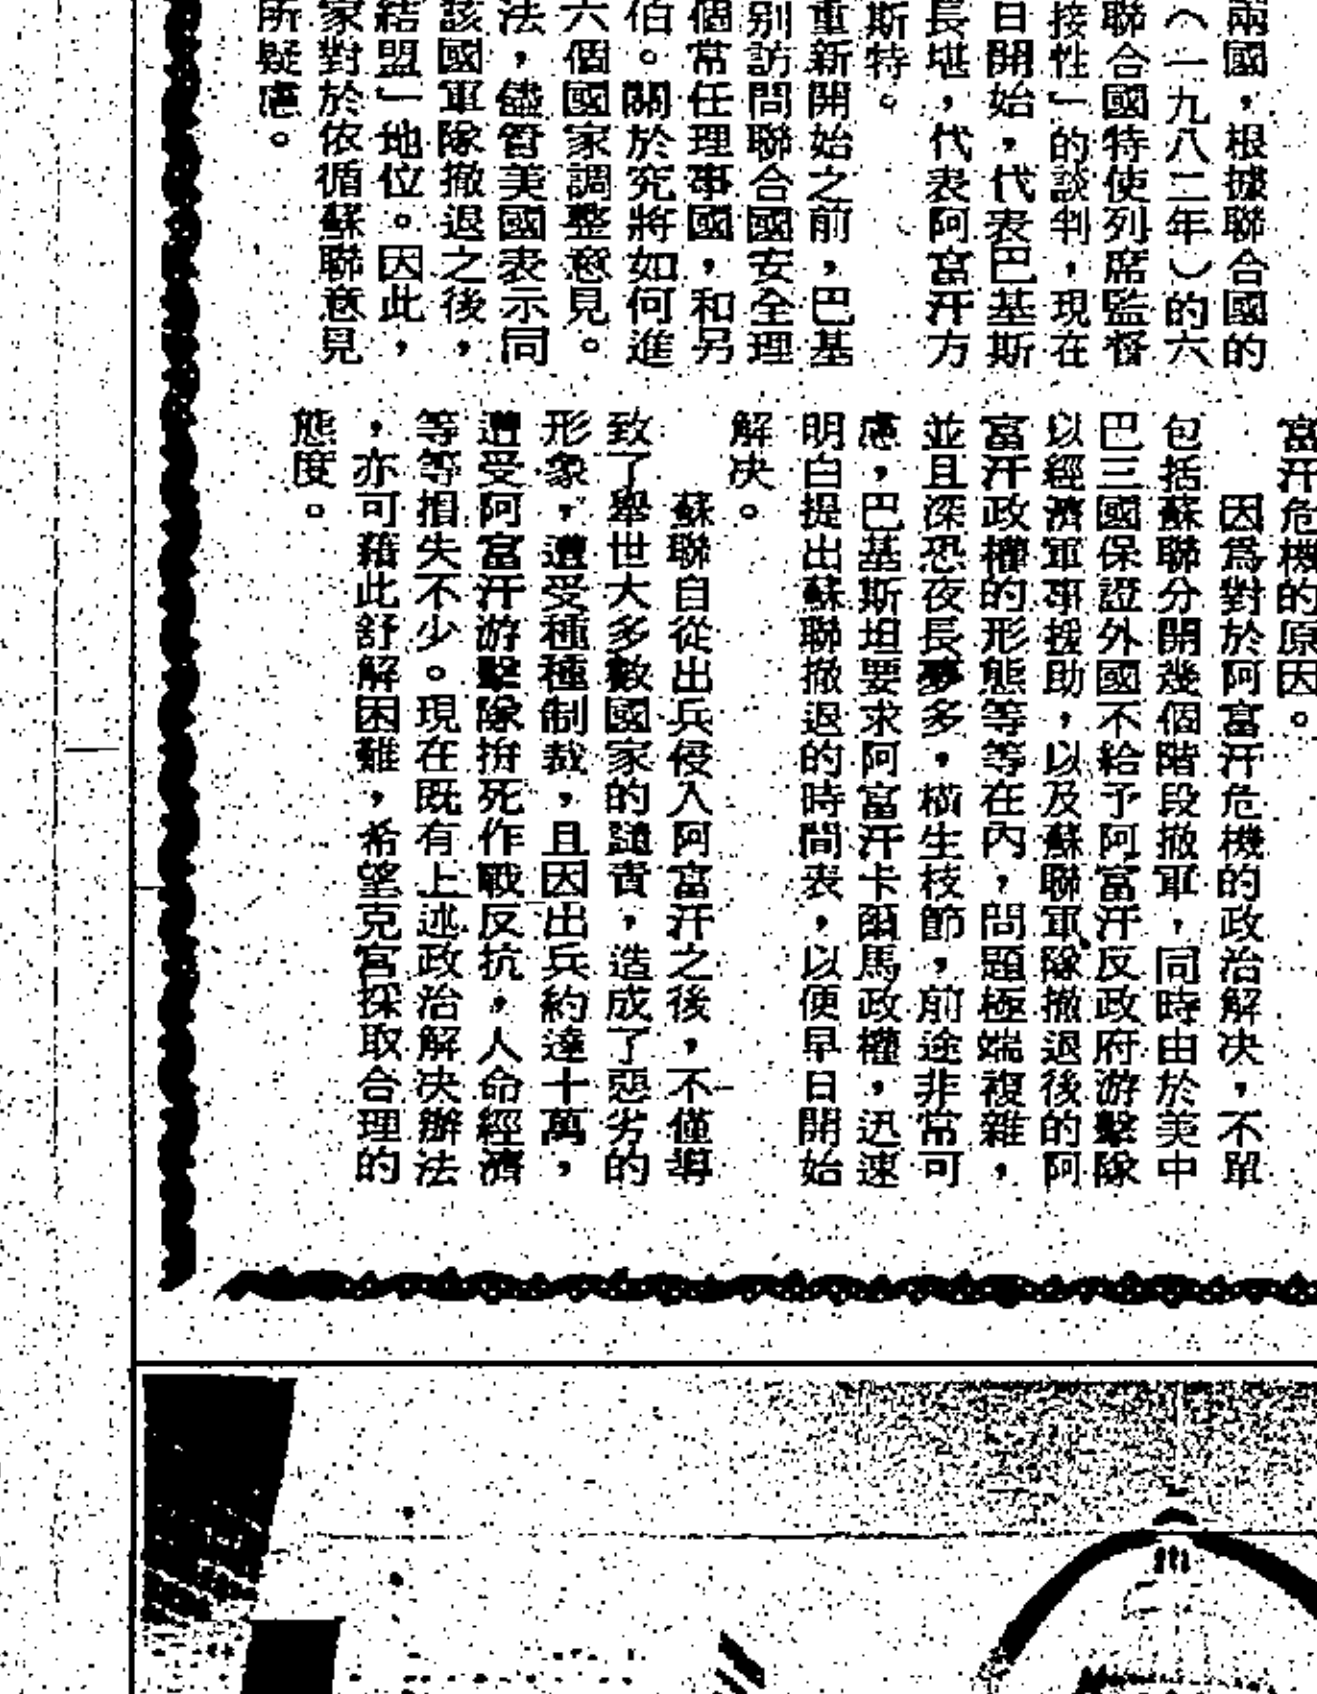 兩國，根據聯合國的
（一九八二年）的六
聯合國特使列席監督
接性」的談判，現在
日開始，代表巴基斯
長堪，代表阿富汗方
斯特。
重新開始之前，巴基
別訪問聯合國安全理
個常任理事國，和另
伯。關於究將如何進
六個國家調整意見。
法，儘管美國表示同
該國軍隊撤退之後，
結盟」地位。因此，
家對於依循蘇聯意見
所疑慮。
富汗危機的原因。
因爲對於阿富汗危機的政治解決，不單
包括蘇聯分開幾個階段撤軍，同時由於美中
巴三國保證外國不給予阿富汗反政府游擊隊
以經濟軍事援助，以及蘇聯軍隊撤退後的阿
富汗政權的形態等等在內，問題極端複雜，
並且深恐夜長夢多，橫生枝節，前途非常可
慮，巴基斯坦要求阿富汗卡爾馬政權，迅速
明白提出蘇聯撤退的時間表，以便早日開始
解決。
蘇聯自從出兵侵入阿富汗之後，不僅導
致了舉世大多數國家的譴責，造成了惡劣的
形象，遭受種種制裁，且因出兵約達十萬，
遭受阿富汗游擊隊拚死作戰反抗，人命經濟
等等損失不少。現在既有上述政治解決辦法
，亦可藉此舒解困難，希望克宮採取合理的
態度。